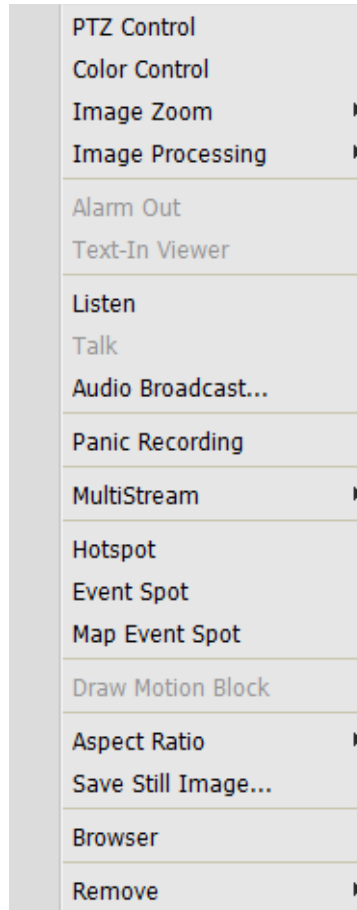 PTZ Control
Color Control
Image Zoom
Image Processing
Alarm Out
Text-In Viewer
Listen
Talk
Audio Broadcast...
Panic Recording
MultiStream
Hotspot
Event Spot
Map Event Spot
Draw Motion Block
Aspect Ratio
Save Still Image...
Browser
Remove